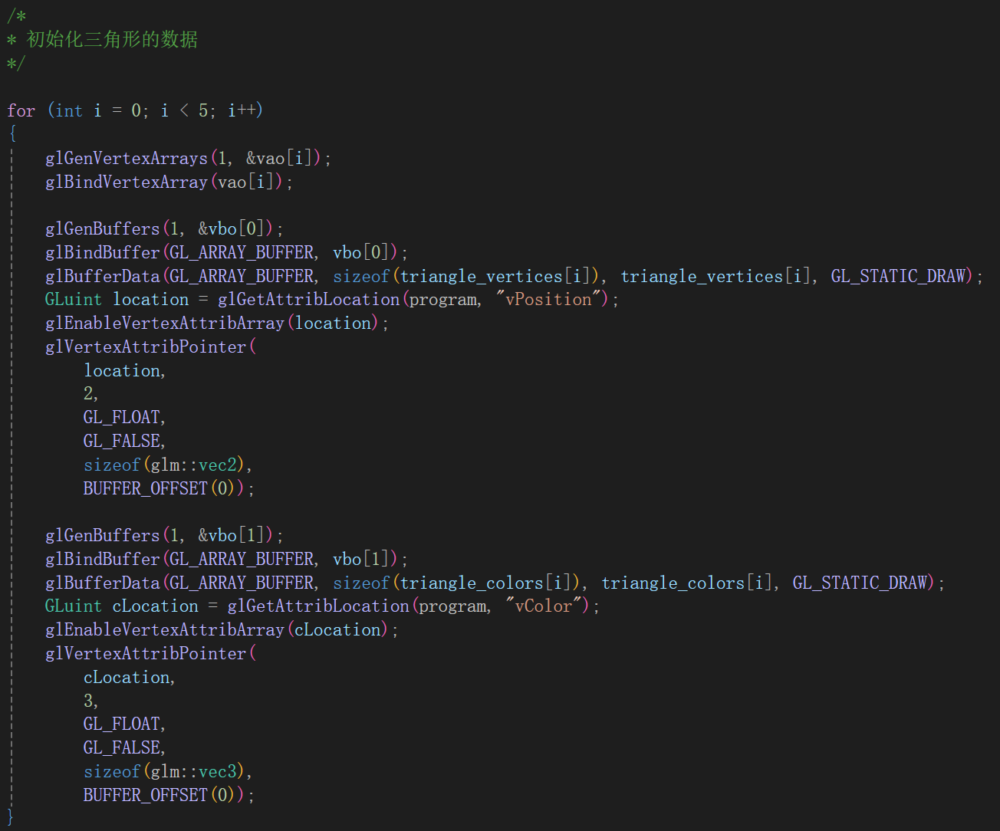 /*
* 初始化三角形的数据
*/
for (int i = 0; i < 5; i++)
{
glGenVertexArrays(1, &vao[i]);
glBindVertexArray(vao[i]);
glGenBuffers(1, &vbo[0]);
glBindBuffer(GL_ARRAY_BUFFER, vbo[0]);
glBufferData(GL_ARRAY_BUFFER, sizeof(triangle_vertices[i]), triangle_vertices[i], GL_STATIC_DRAW);
GLuint location = glGetAttribLocation(program, "vPosition");
glEnableVertexAttribArray(location);
glVertexAttribPointer(
location,
2,
GL_FLOAT,
GL_FALSE,
sizeof(glm::vec2),
BUFFER_OFFSET(0));
glGenBuffers(1, &vbo[1]);
glBindBuffer(GL_ARRAY_BUFFER, vbo[1]);
glBufferData(GL_ARRAY_BUFFER, sizeof(triangle_colors[i]), triangle_colors[i], GL_STATIC_DRAW);
GLuint cLocation = glGetAttribLocation(program, "vColor");
glEnableVertexAttribArray(cLocation);
glVertexAttribPointer(
cLocation,
3,
GL_FLOAT,
GL_FALSE,
sizeof(glm::vec3),
BUFFER_OFFSET(0));
}